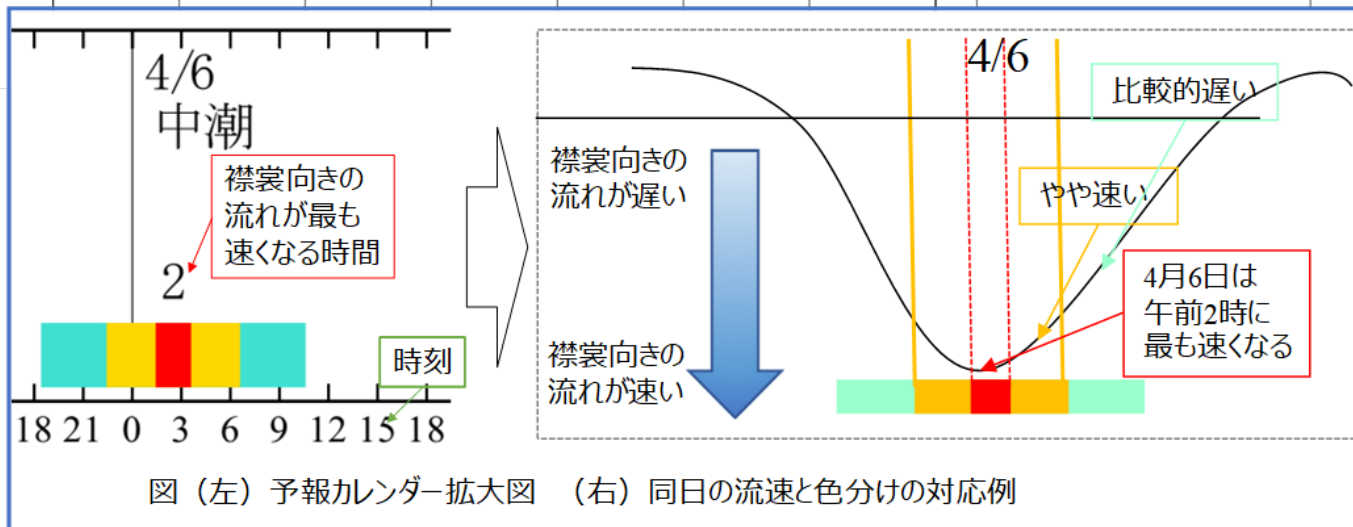 4/6
中潮
襟裳向きの
流れが最も
速くなる時間
2
時刻
18 21 0 3 6 9 12 15 18
4/6
比較的遅い
襟裳向きの
流れが遅い
やや速い
4月6日は
午前2時に
最も速くなる
襟裳向きの
流れが速い
図（左）予報カレンダー拡大図　（右）同日の流速と色分けの対応例